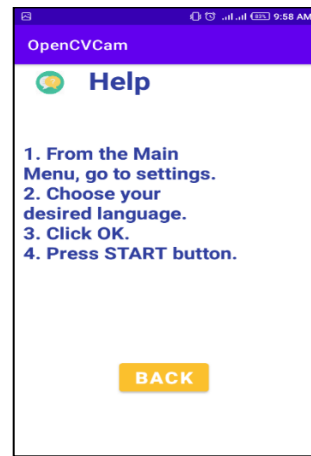 9:58 AM
OpenCVCam
Help
1. From the Main
Menu, go to settings.
2. Choose your
desired language.
3. Click OK.
4. Press START button.
BACK